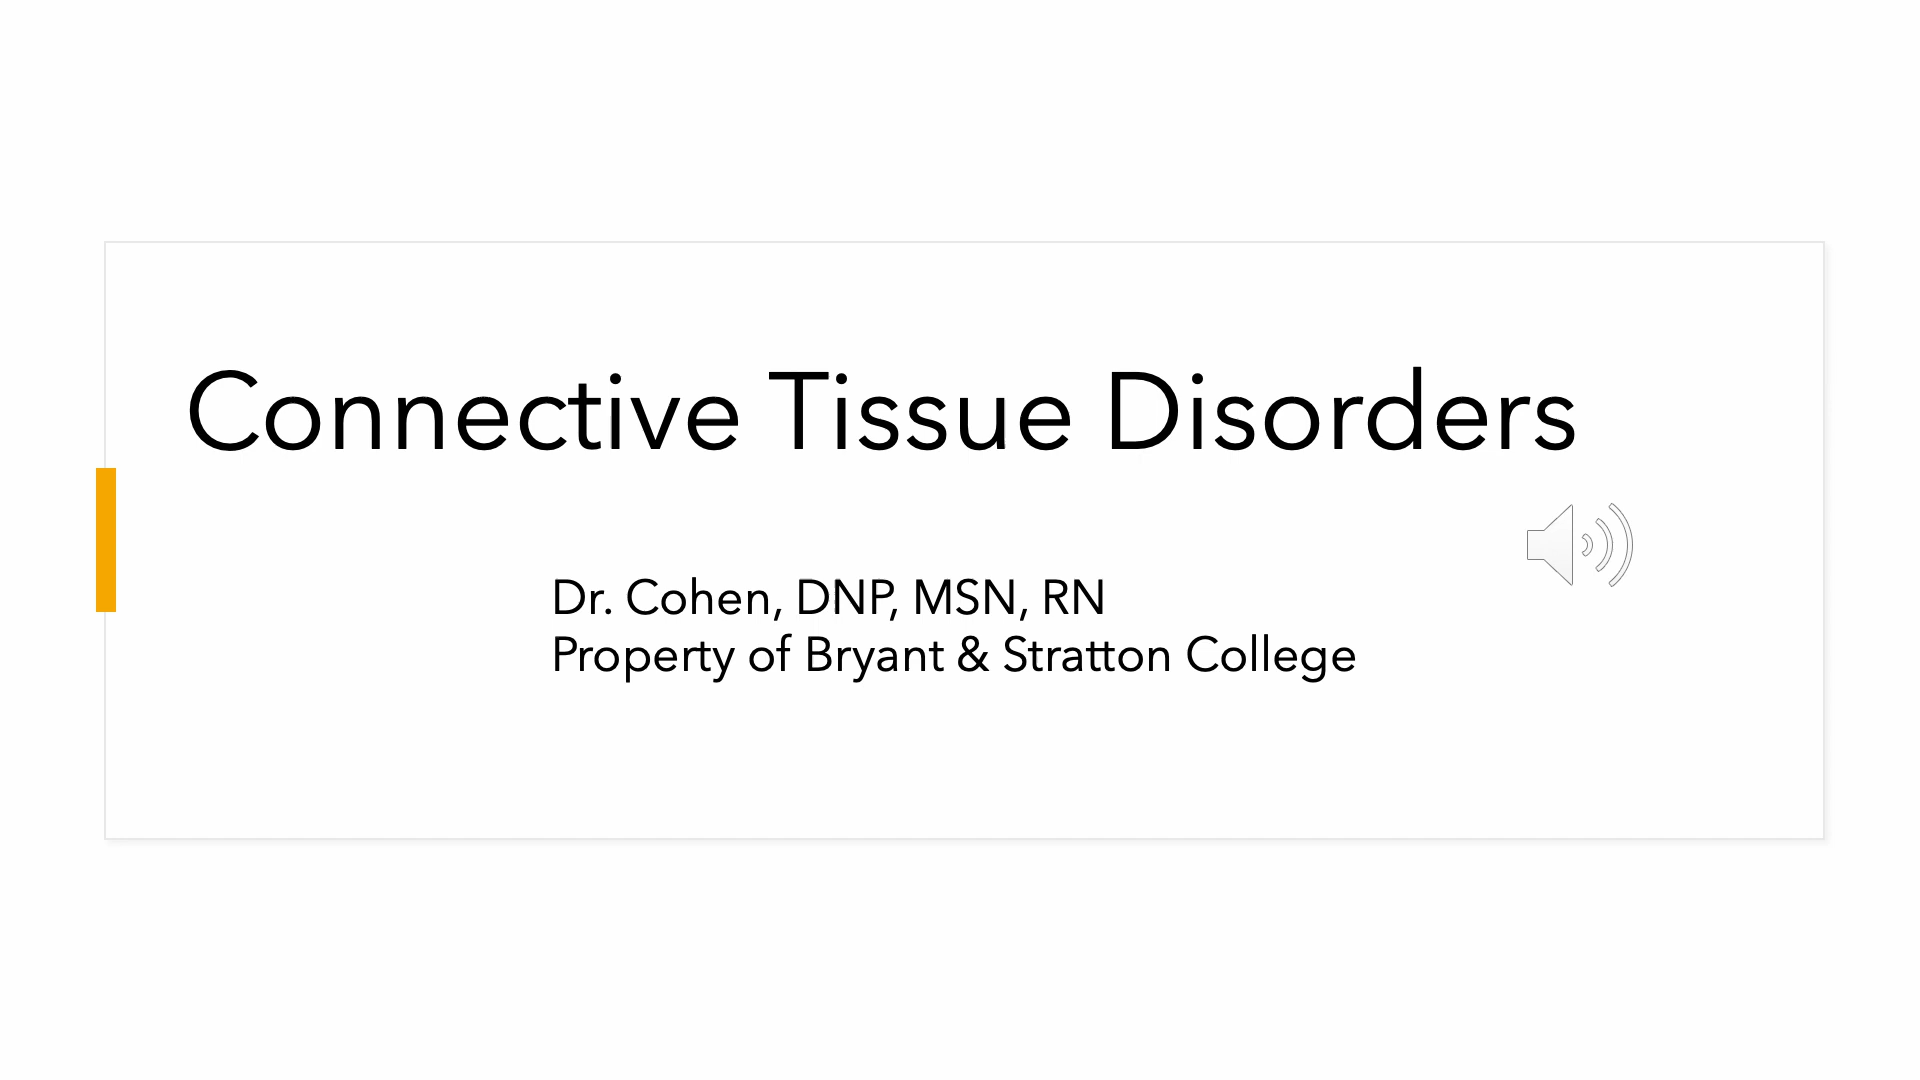 Connective Tissue Disorders
Dr. Cohen, DNP, MSN, RN
Property of Bryant & Stratton College